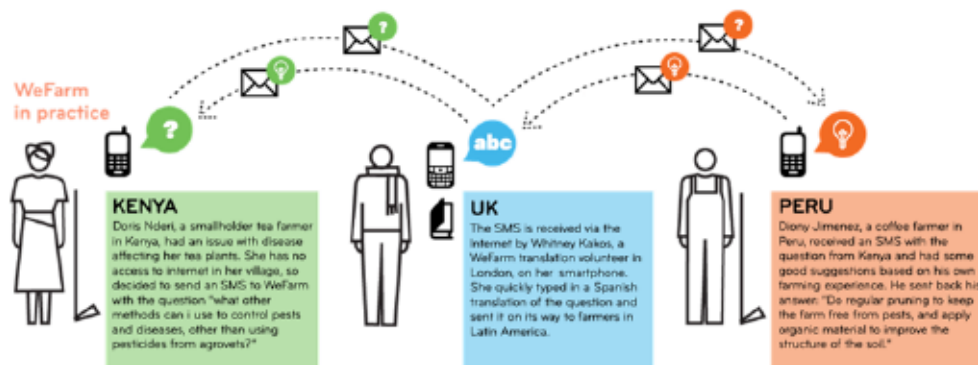 WeFarm
in practice
?
?
abc
?
KENYA
Doris Nderi, a smallholder tea farmer
in Kenya, had an issue with disease
affecting her tea plants. She has no
access to internet in her village, so
decided to send an SMS to WeFarm
with the question "what other
methods can i use to control pests
and diseases, other than using
pesticides from agrovets?"
UK
The SMS is received via the
Internet by Whitney Kakos, a
WeFarm translation volunteer in
London, on her smartphone.
She quickly typed in a Spanish
translation of the question and
sent it on its way to farmers in
Latin America.
PERU
Diony Jimenez, a coffee farmer in
Peru, received an SMS with the
question from Kenya and had some
good suggestions based on his own
farming experience. He sent back his
answer: "Do regular pruning to keep
the farm free from pests, and apply
organic material to improve the
structure of the soil."